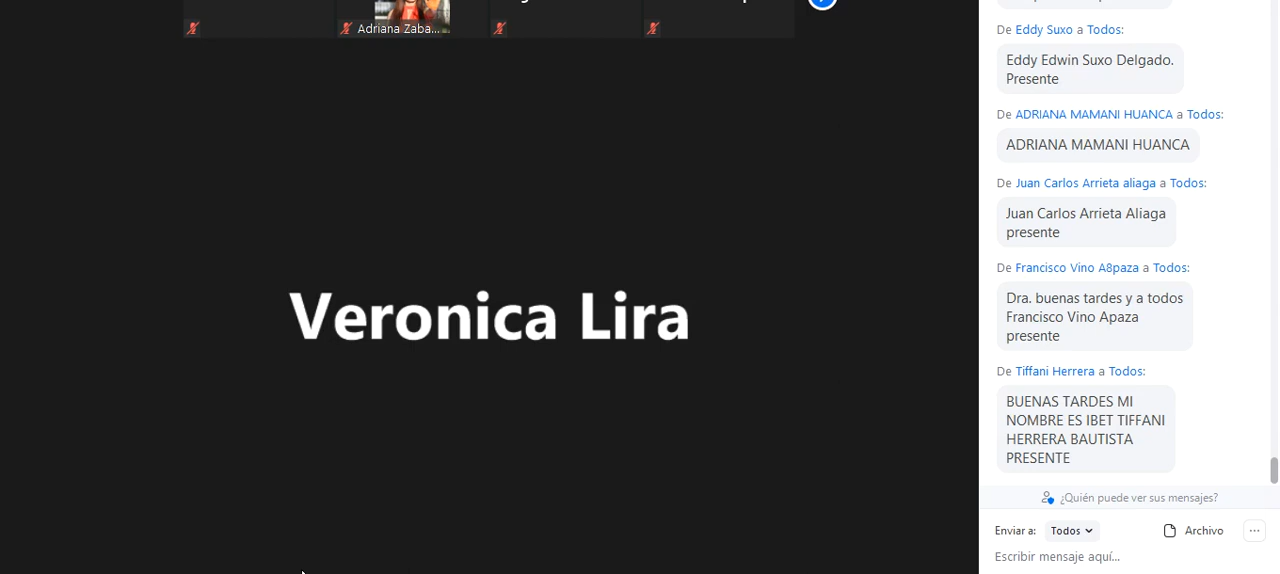 Adriana Zaba...
Veronica Lira
De Eddy Suxo a Todos:
Eddy Edwin Suxo Delgado.
Presente
De ADRIANA MAMANI HUANCA a Todos:
ADRIANA MAMANI HUANCA
De Juan Carlos Arrieta aliaga a Todos:
Juan Carlos Arrieta Aliaga
presente
De Francisco Vino A8paza a Todos:
Dra. buenas tardes y a todos
Francisco Vino Apaza
presente
De Tiffani Herrera a Todos:
BUENAS TARDES MI
NOMBRE ES IBET TIFFANI
HERRERA BAUTISTA
PRESENTE
¿Quién puede ver sus mensajes?
Enviar a: Todos Archivo ...
Escribir mensaje aquí...